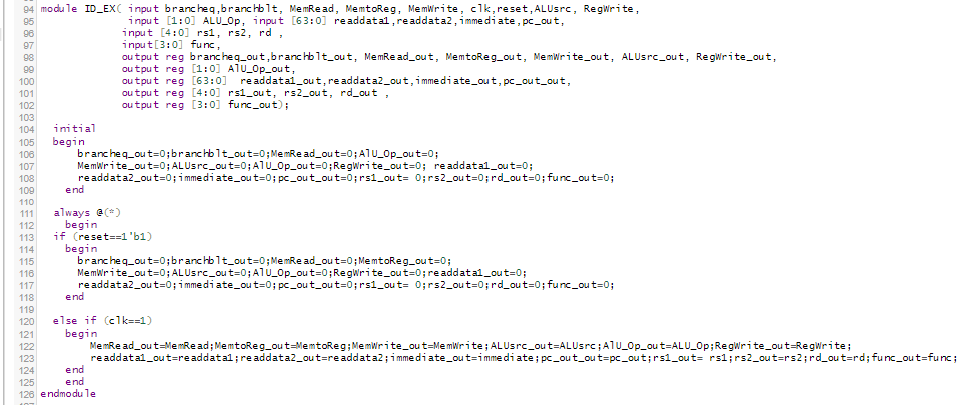 94 module ID_EX( input brancheq,branchblt, MemRead, MemtoReg, MemWrite, clk,reset,ALUsrc, RegWrite,
95 input [1:0] ALU_Op, input [63:0] readdata1,readdata2,immediate,pc_out,
96 input [4:0] rs1, rs2, rd ,
97 input[3:0] func,
98 output reg brancheq_out,branchblt_out, MemRead_out, MemtoReg_out, MemWrite_out, ALUsrc_out, RegWrite_out,
99 output reg [1:0] AlU_Op_out,
100 output reg [63:0] readdata1_out,readdata2_out,immediate_out,pc_out_out,
101 output reg [4:0] rs1_out, rs2_out, rd_out ,
102 output reg [3:0] func_out);
103
104 initial
105 begin
106 brancheq_out=0;branchblt_out=0;MemRead_out=0;AlU_Op_out=0;
107 MemWrite_out=0;ALUsrc_out=0;AlU_Op_out=0;RegWrite_out=0; readdata1_out=0;
108 readdata2_out=0;immediate_out=0;pc_out_out=0;rs1_out= 0;rs2_out=0;rd_out=0;func_out=0;
109 end
110
111 always @(*)
112 begin
113 if (reset==1'b1)
114 begin
115 brancheq_out=0;branchblt_out=0;MemRead_out=0;MemtoReg_out=0;
116 MemWrite_out=0;ALUsrc_out=0;AlU_Op_out=0;RegWrite_out=0;readdata1_out=0;
117 readdata2_out=0;immediate_out=0;pc_out_out=0;rs1_out= 0;rs2_out=0;rd_out=0;func_out=0;
118 end
119
120 else if (clk==1)
121 begin
122 MemRead_out=MemRead;MemtoReg_out=MemtoReg;MemWrite_out=MemWrite;ALUsrc_out=ALUsrc;AlU_Op_out=ALU_Op;RegWrite_out=RegWrite;
123 readdata1_out=readdata1;readdata2_out=readdata2;immediate_out=immediate;pc_out_out=pc_out;rs1_out= rs1;rs2_out=rs2;rd_out=rd;func_out=func;
124 end
125 end
126 endmodule